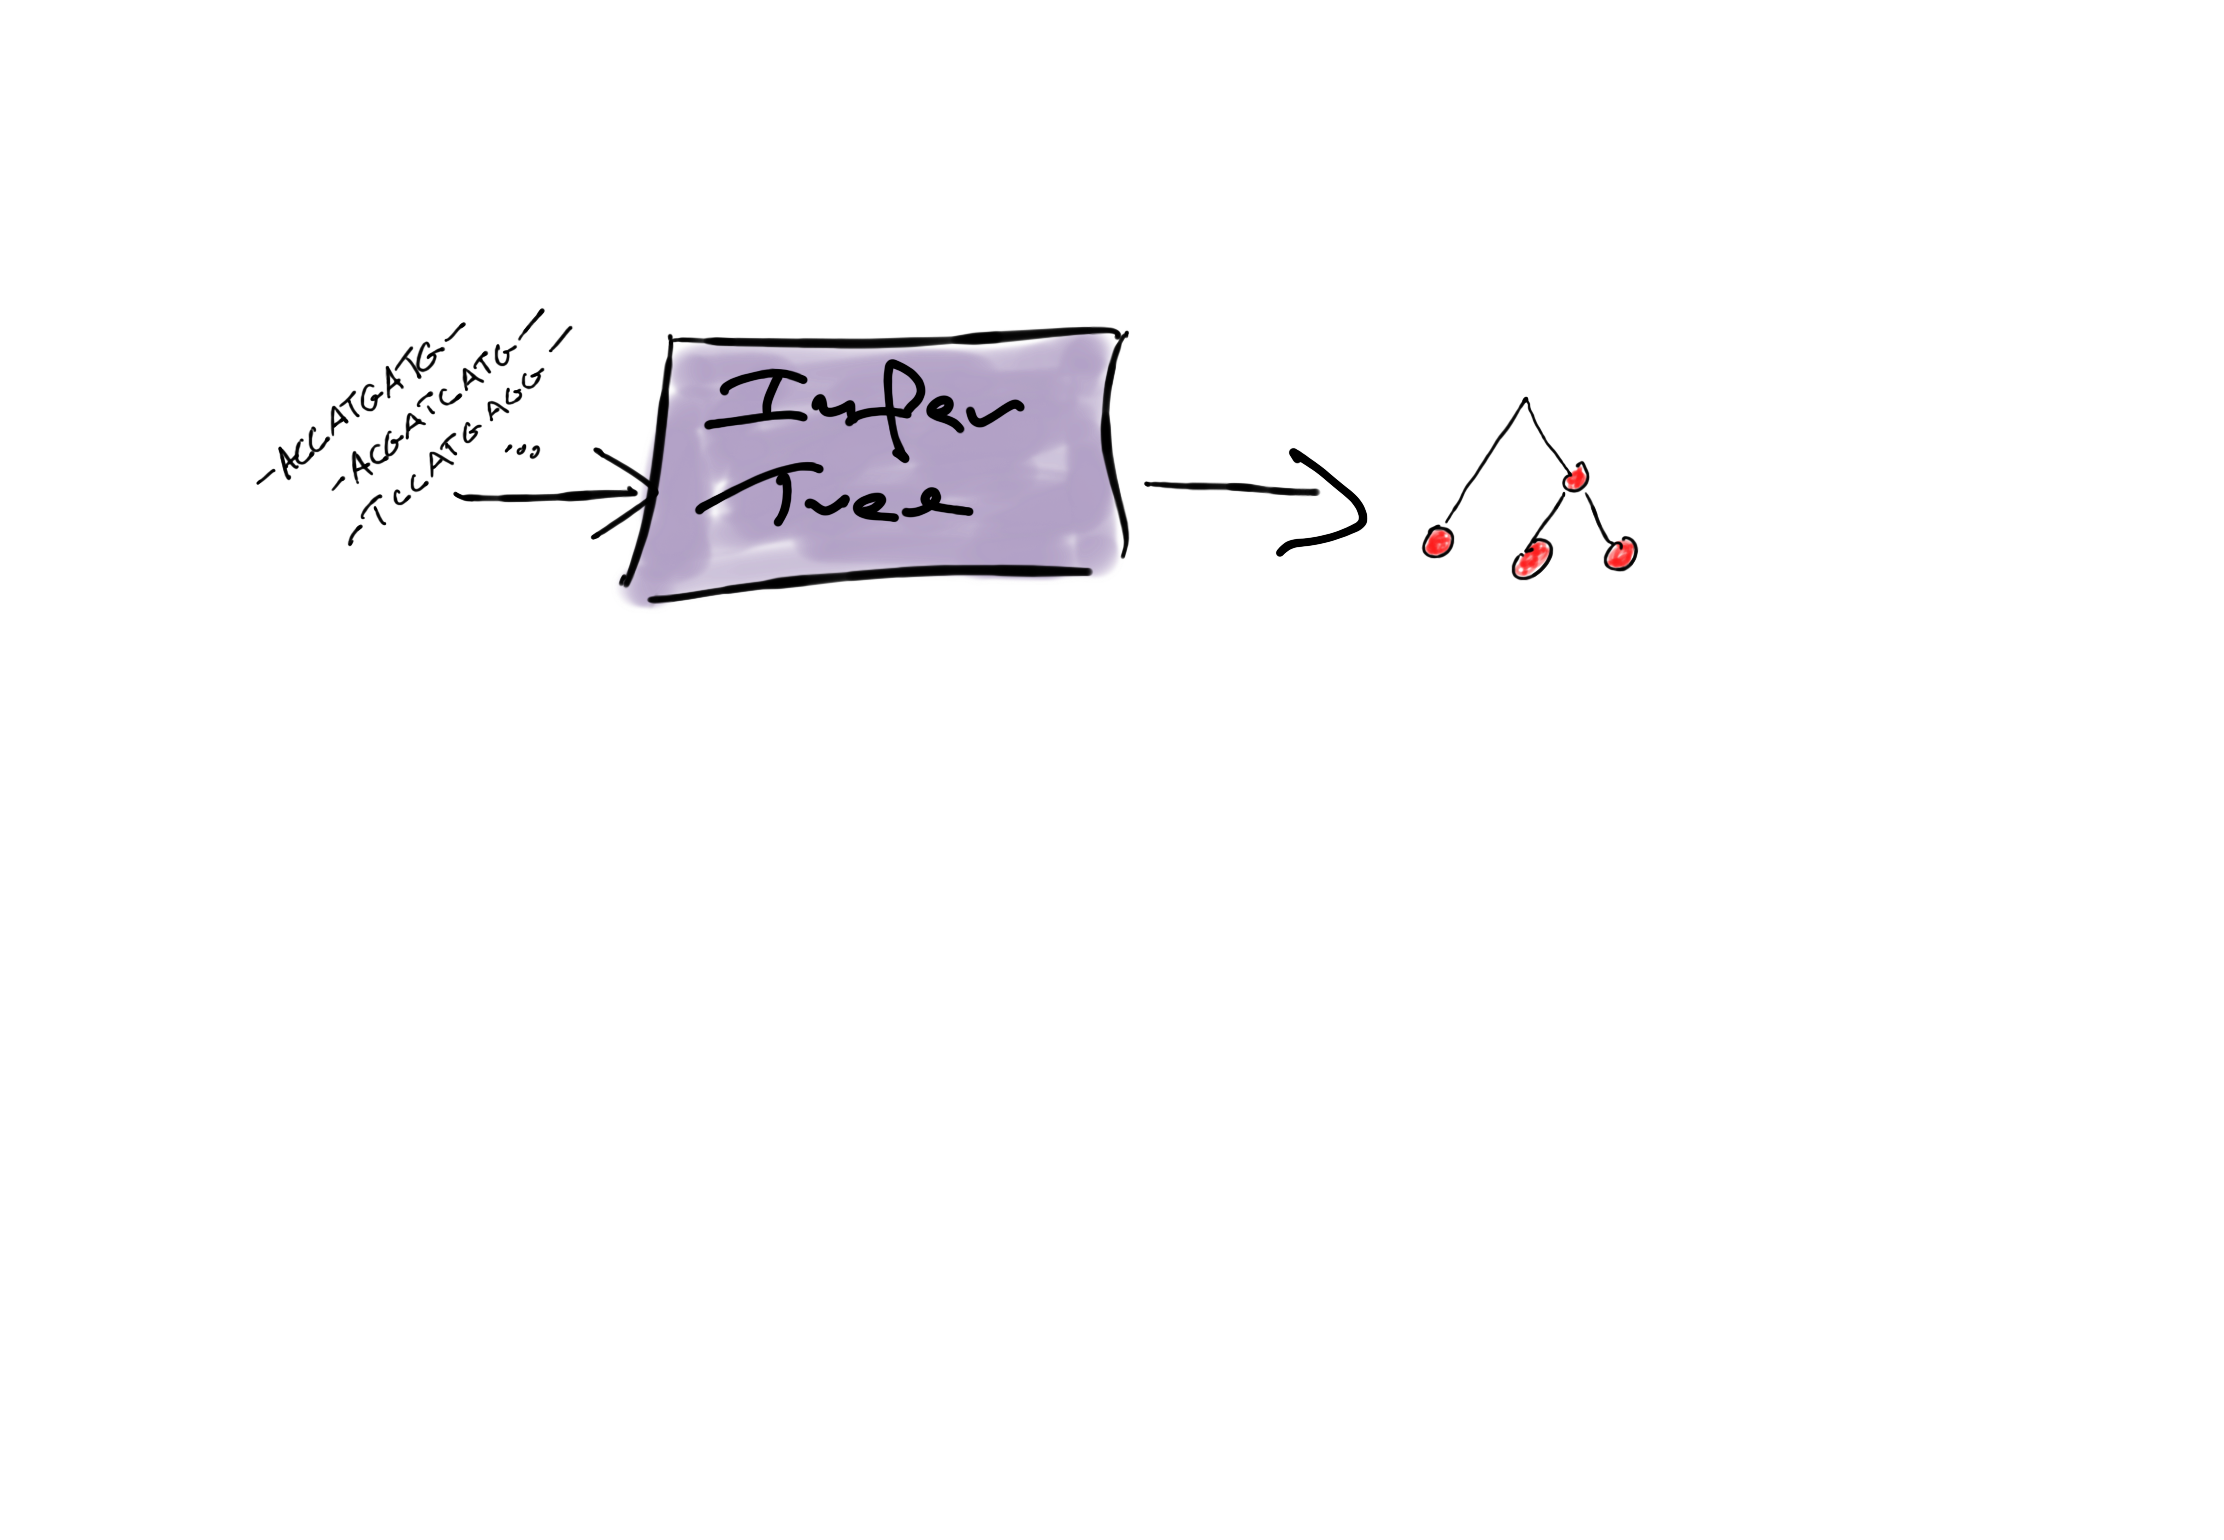 -ACCATGATG-
-ACGATCATG-
-TCCATGAGG-
...
Infer
Tree